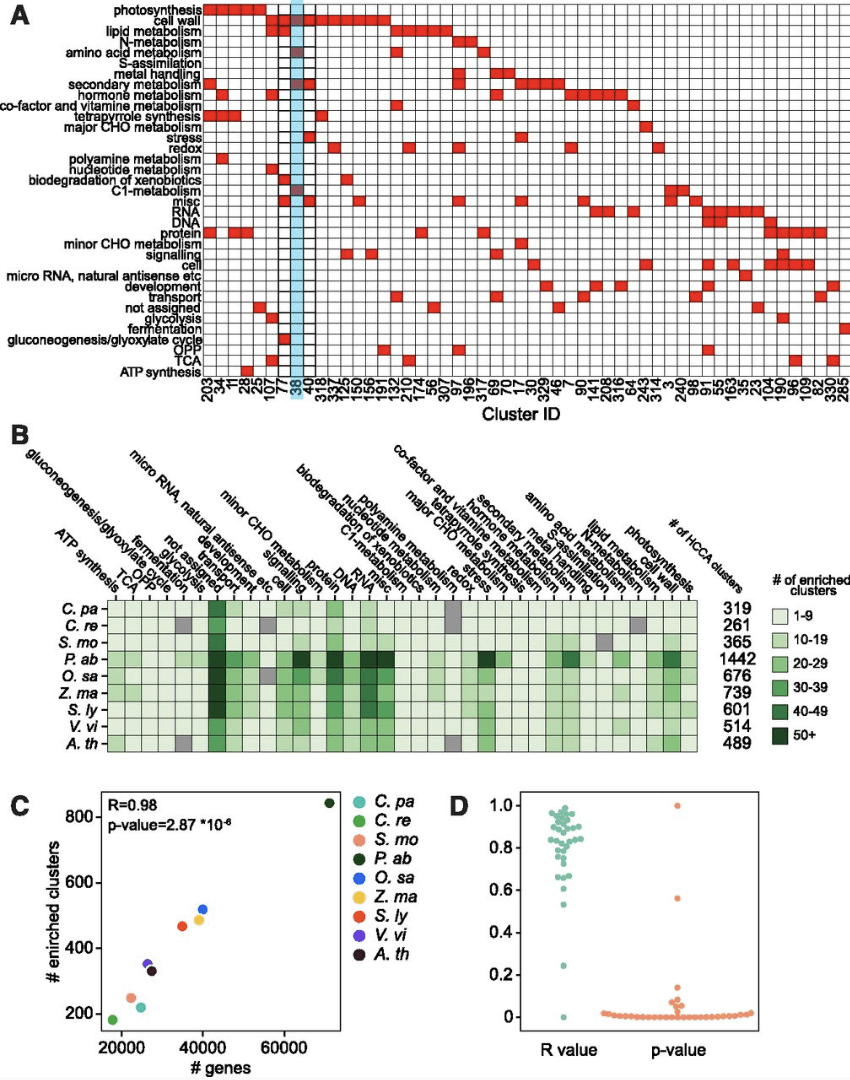 A
photosynthesis
cell wall
lipid metabolism
N-metabolism
amino acid metabolism
S-assimilation
metal handling
secondary metabolism
hormone metabolism
co-factor and vitamine metabolism
tetrapyrrole synthesis
major CHO metabolism
stress
redox
polyamine metabolism
nucleotide metabolism
biodegradation of xenobiotics
C1-metabolism
misc
RNA
DNA
protein
minor CHO metabolism
signalling
cell
micro RNA, natural antisense etc
development
transport
not assigned
glycolysis
fermentation
gluconeogenesis/glyoxylate cycle
OPP
TCA
ATP synthesis
203 34 11 28 25 107 77 38 40 318 337 125 150 156 191 132 210 174 56 307 97 196 317 69 70 17 30 329 46 7 90 141 208 316 64 243 314 3 240 98 91 55 163 35 23 104 190 96 109 82 330 285
Cluster ID
B
ATP synthesis
TCA
OPP
gluconeogenesis/glyoxylate cycle
fermentation
glycolysis
not assigned
transport
development
micro RNA, natural antisense etc
cell
signalling
minor CHO metabolism
protein
DNA
RNA
misc
C1-metabolism
biodegradation of xenobiotics
nucleotide metabolism
polyamine metabolism
redox
stress
major CHO metabolism
tetrapyrrole synthesis
co-factor and vitamine metabolism
hormone metabolism
secondary metabolism
metal handling
S-assimilation
amino acid metabolism
N-metabolism
lipid metabolism
cell wall
photosynthesis
# of HCCA clusters
C. pa 319
C. re 261
S. mo 365
P. ab 1442
O. sa 676
Z. ma 739
S. ly 601
V. vi 514
A. th 489
# of enriched
clusters
1-9
10-19
20-29
30-39
40-49
50+
C
R=0.98
p-value=2.87 *10-6
800
600
400
200
# enirched clusters
20000 40000 60000
# genes
C. pa
C. re
S. mo
P. ab
O. sa
Z. ma
S. ly
V. vi
A. th
D
1.0
0.8
0.6
0.4
0.2
0
R value p-value